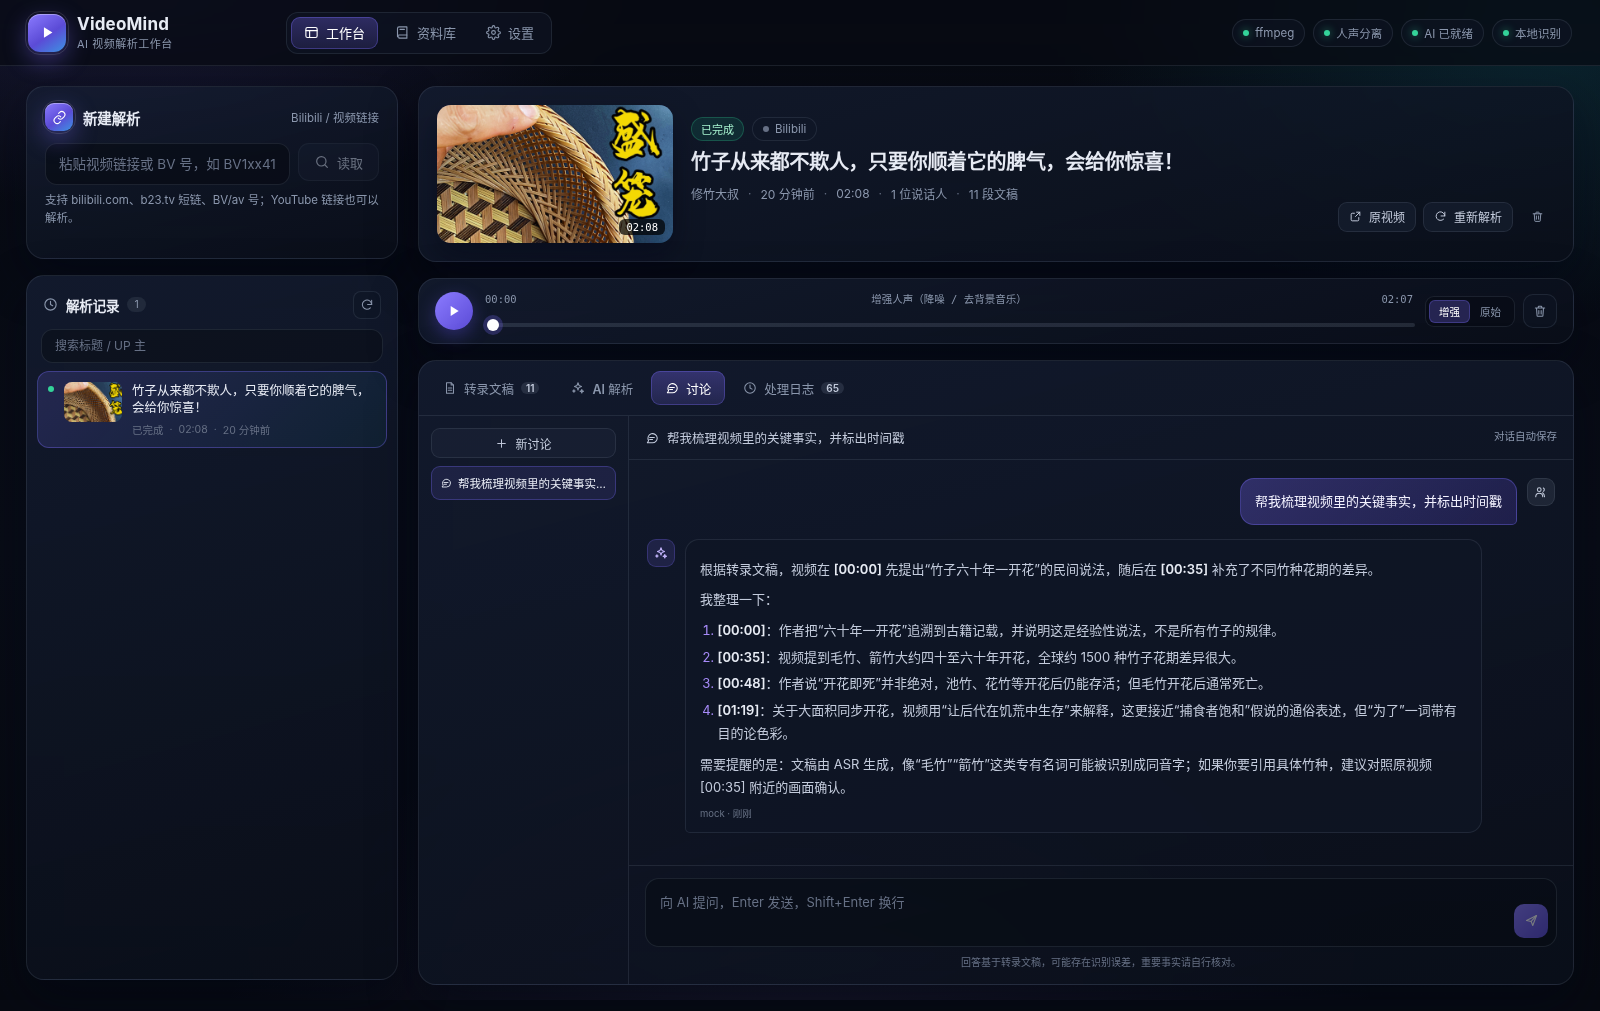 VideoMind
AI 视频解析工作台
工作台
资料库
设置
ffmpeg
人声分离
AI 已就绪
本地识别
新建解析
Bilibili / 视频链接
粘贴视频链接或 BV 号，如 BV1xx41
读取
支持 bilibili.com、b23.tv 短链、BV/av 号；YouTube 链接也可以
解析。
解析记录 1
搜索标题 / UP 主
竹子从来都不欺人，只要你顺着它的脾气，
会给你惊喜！
已完成 · 02:08 · 20 分钟前
盛
笼
02:08
已完成
Bilibili
竹子从来都不欺人，只要你顺着它的脾气，会给你惊喜！
修竹大叔 · 20 分钟前 · 02:08 · 1 位说话人 · 11 段文稿
原视频
重新解析
00:00
增强人声（降噪 / 去背景音乐）
02:07
增强
原始
转录文稿 11
AI 解析
讨论
处理日志 65
新讨论
帮我梳理视频里的关键事实...
帮我梳理视频里的关键事实，并标出时间戳
对话自动保存
帮我梳理视频里的关键事实，并标出时间戳
根据转录文稿，视频在 [00:00] 先提出“竹子六十年一开花”的民间说法，随后在 [00:35] 补充了不同竹种花期的差异。
我整理一下：
1. [00:00]：作者把“六十年一开花”追溯到古籍记载，并说明这是经验性说法，不是所有竹子的规律。
2. [00:35]：视频提到毛竹、箭竹大约四十至六十年开花，全球约 1500 种竹子花期差异很大。
3. [00:48]：作者说“开花即死”并非绝对，池竹、花竹等开花后仍能存活；但毛竹开花后通常死亡。
4. [01:19]：关于大面积同步开花，视频用“让后代在饥荒中生存”来解释，这更接近“捕食者饱和”假说的通俗表述，但“为了”一词带有
目的论色彩。
需要提醒的是：文稿由 ASR 生成，像“毛竹”“箭竹”这类专有名词可能被识别成同音字；如果你要引用具体竹种，建议对照原视频
[00:35] 附近的画面确认。
mock · 刚刚
向 AI 提问，Enter 发送，Shift+Enter 换行
回答基于转录文稿，可能存在识别误差，重要事实请自行核对。